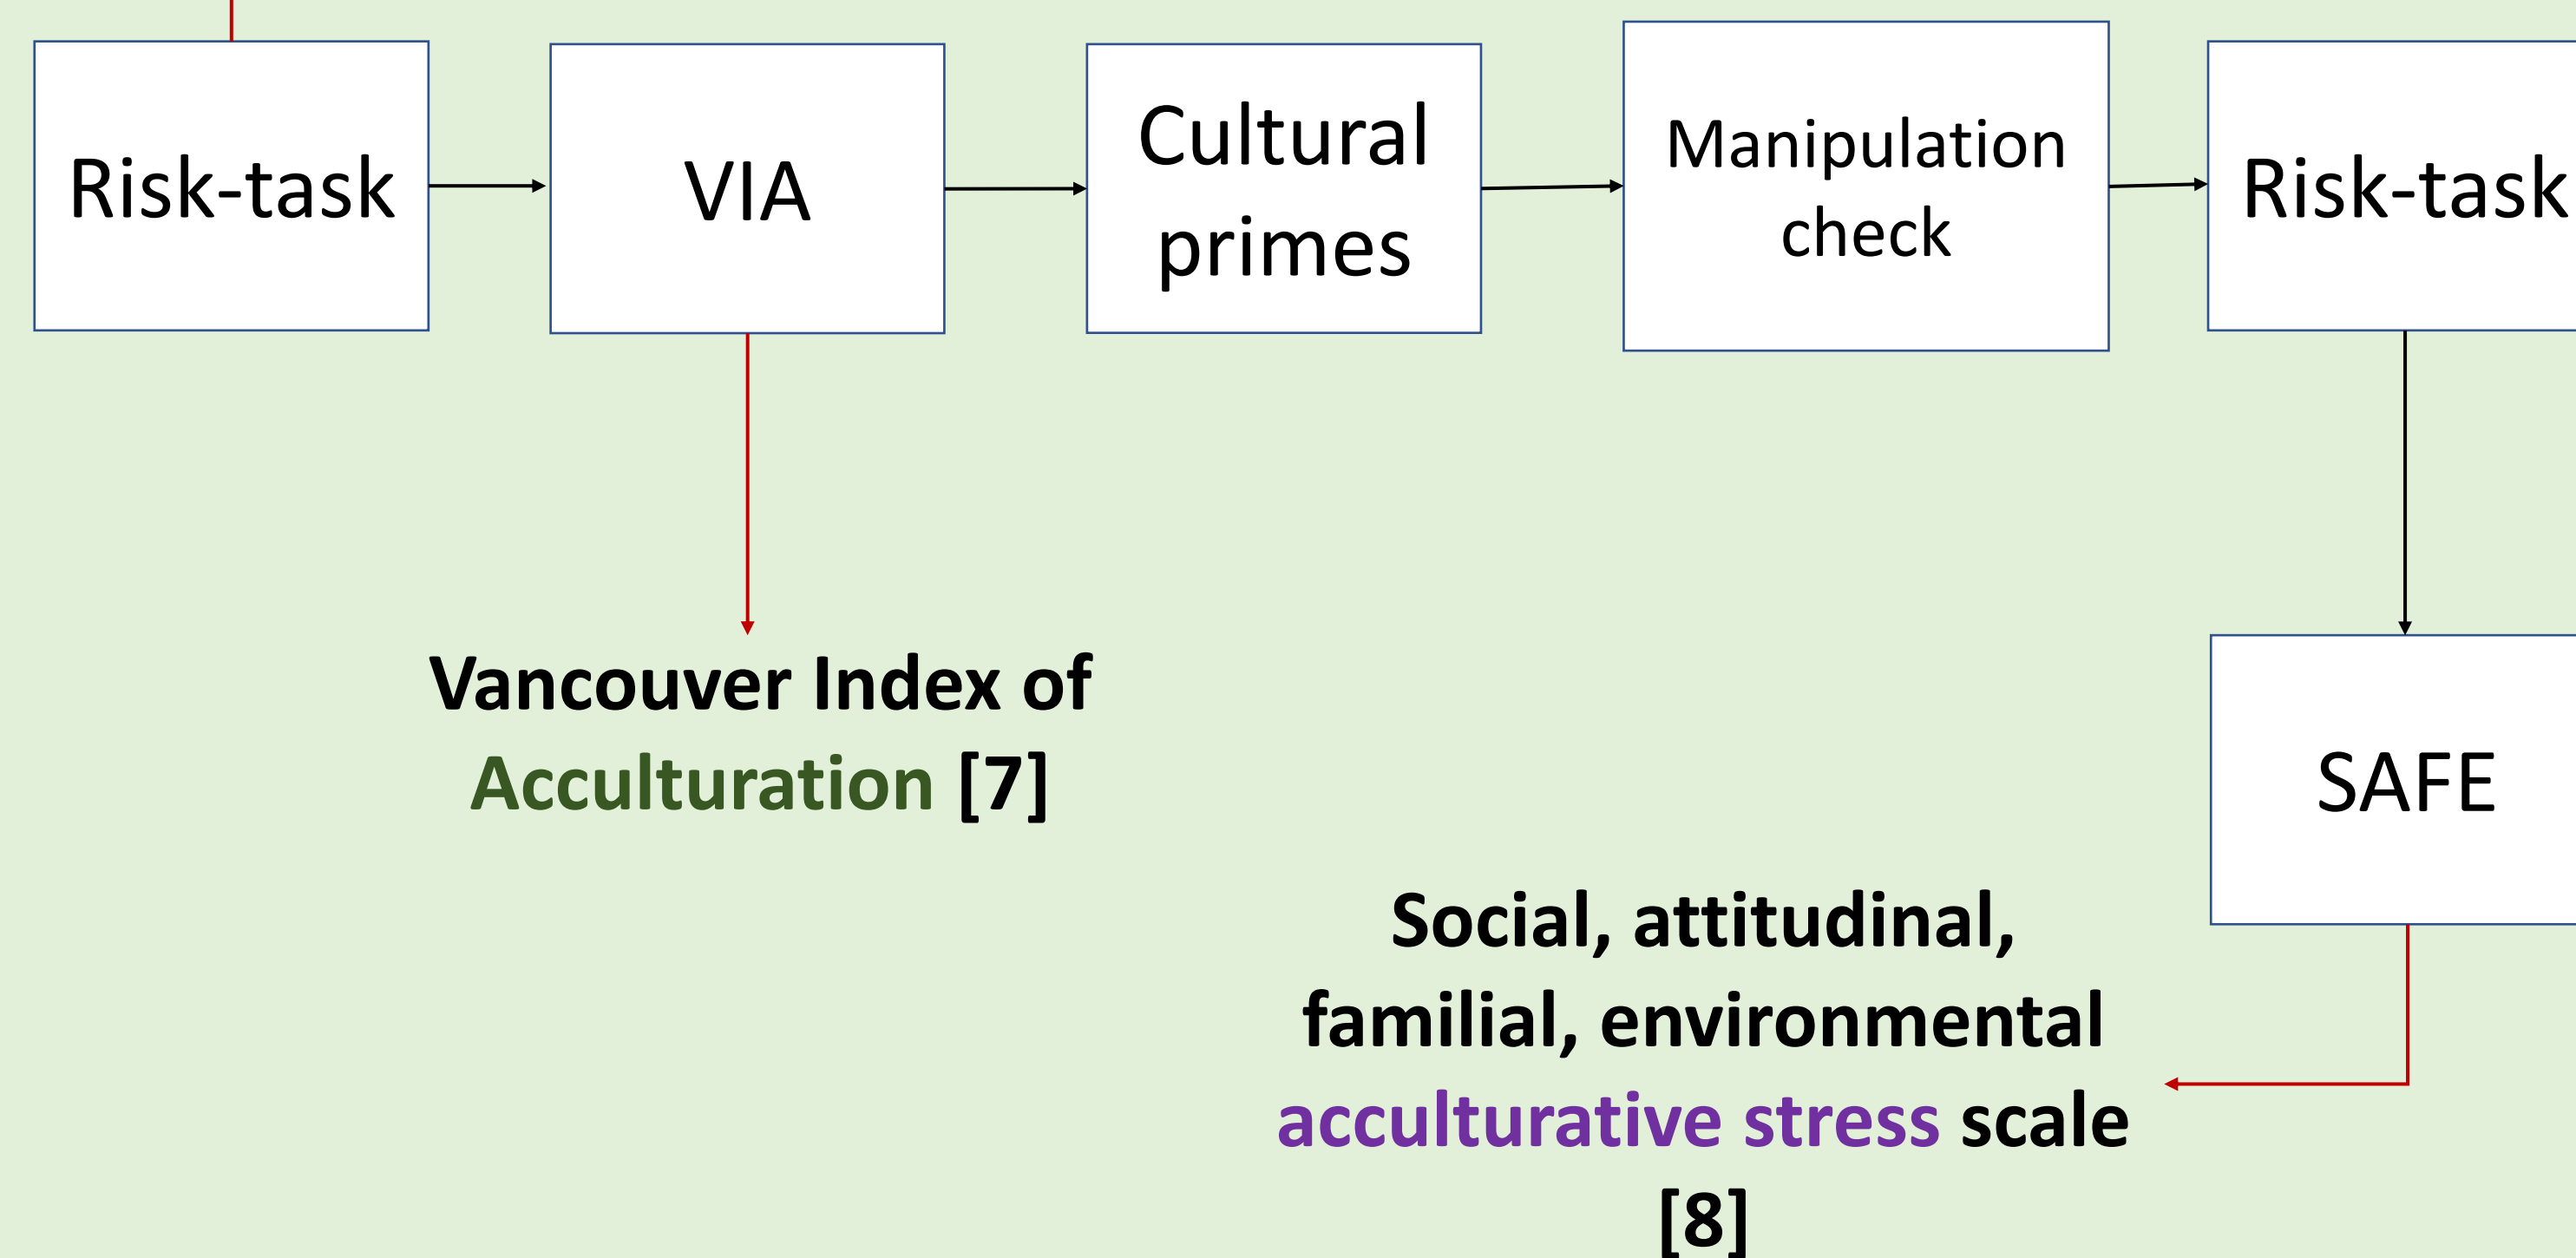 Risk-task
VIA
Cultural
primes
Manipulation
check
Risk-task
Vancouver Index of
Acculturation [7]
SAFE
Social, attitudinal,
familial, environmental
acculturative stress scale
[8]